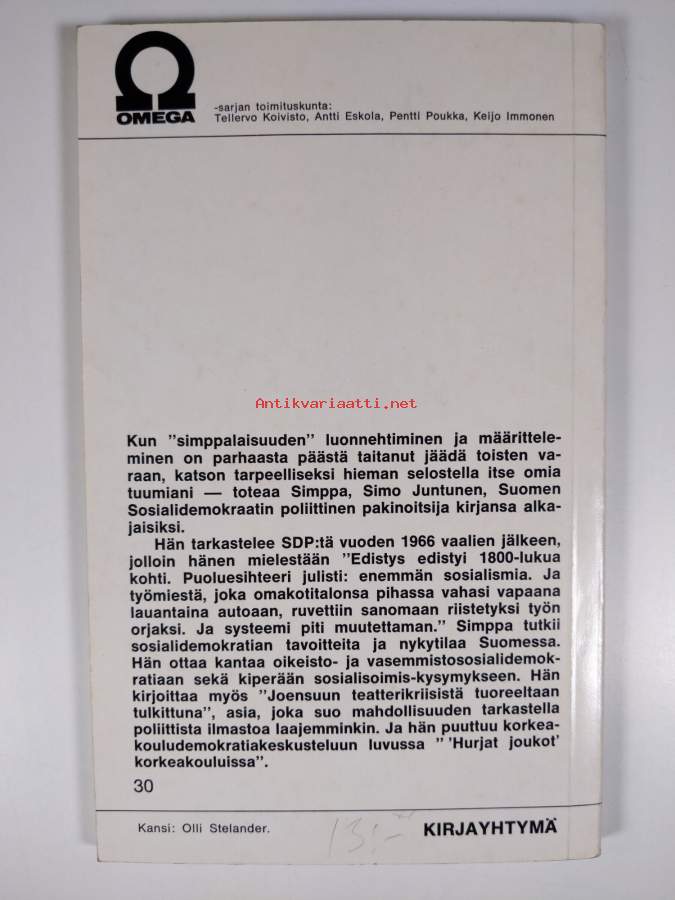 Ω
OMEGA
-sarjan toimituskunta:
Tellervo Koivisto, Antti Eskola, Pentti Poukka, Keijo Immonen
Antikvariaatti.net
Kun "simppalaisuuden" luonnehtiminen ja määrittele-
minen on parhaasta päästä taitanut jäädä toisten va-
raan, katson tarpeelliseksi hieman selostella itse omia
tuumiani — toteaa Simppa, Simo Juntunen, Suomen
Sosialidemokraatin poliittinen pakinoitsija kirjansa alka-
jaisiksi.
Hän tarkastelee SDP:tä vuoden 1966 vaalien jälkeen,
jolloin hänen mielestään "Edistys edistyi 1800-lukua
kohti. Puoluesihteeri julisti: enemmän sosialismia. Ja
työmiestä, joka omakotitalonsa pihassa vahasi vapaana
lauantaina autoaan, ruvettiin sanomaan riistetyksi työn
orjaksi. Ja systeemi piti muutettaman." Simppa tutkii
sosialidemokratian tavoitteita ja nykytilaa Suomessa.
Hän ottaa kantaa oikeisto- ja vasemmistososialidemok-
ratiaan sekä kiperään sosialisoimis-kysymykseen. Hän
kirjoittaa myös "Joensuun teatterikriisistä tuoreeltaan
tulkittuna", asia, joka suo mahdollisuuden tarkastella
poliittista ilmastoa laajemminkin. Ja hän puuttuu korkea-
kouludemokratiakeskusteluun luvussa " 'Hurjat joukot'
korkeakouluissa".
30
Kansi: Olli Stelander.
13:-
KIRJAYHTYMÄ